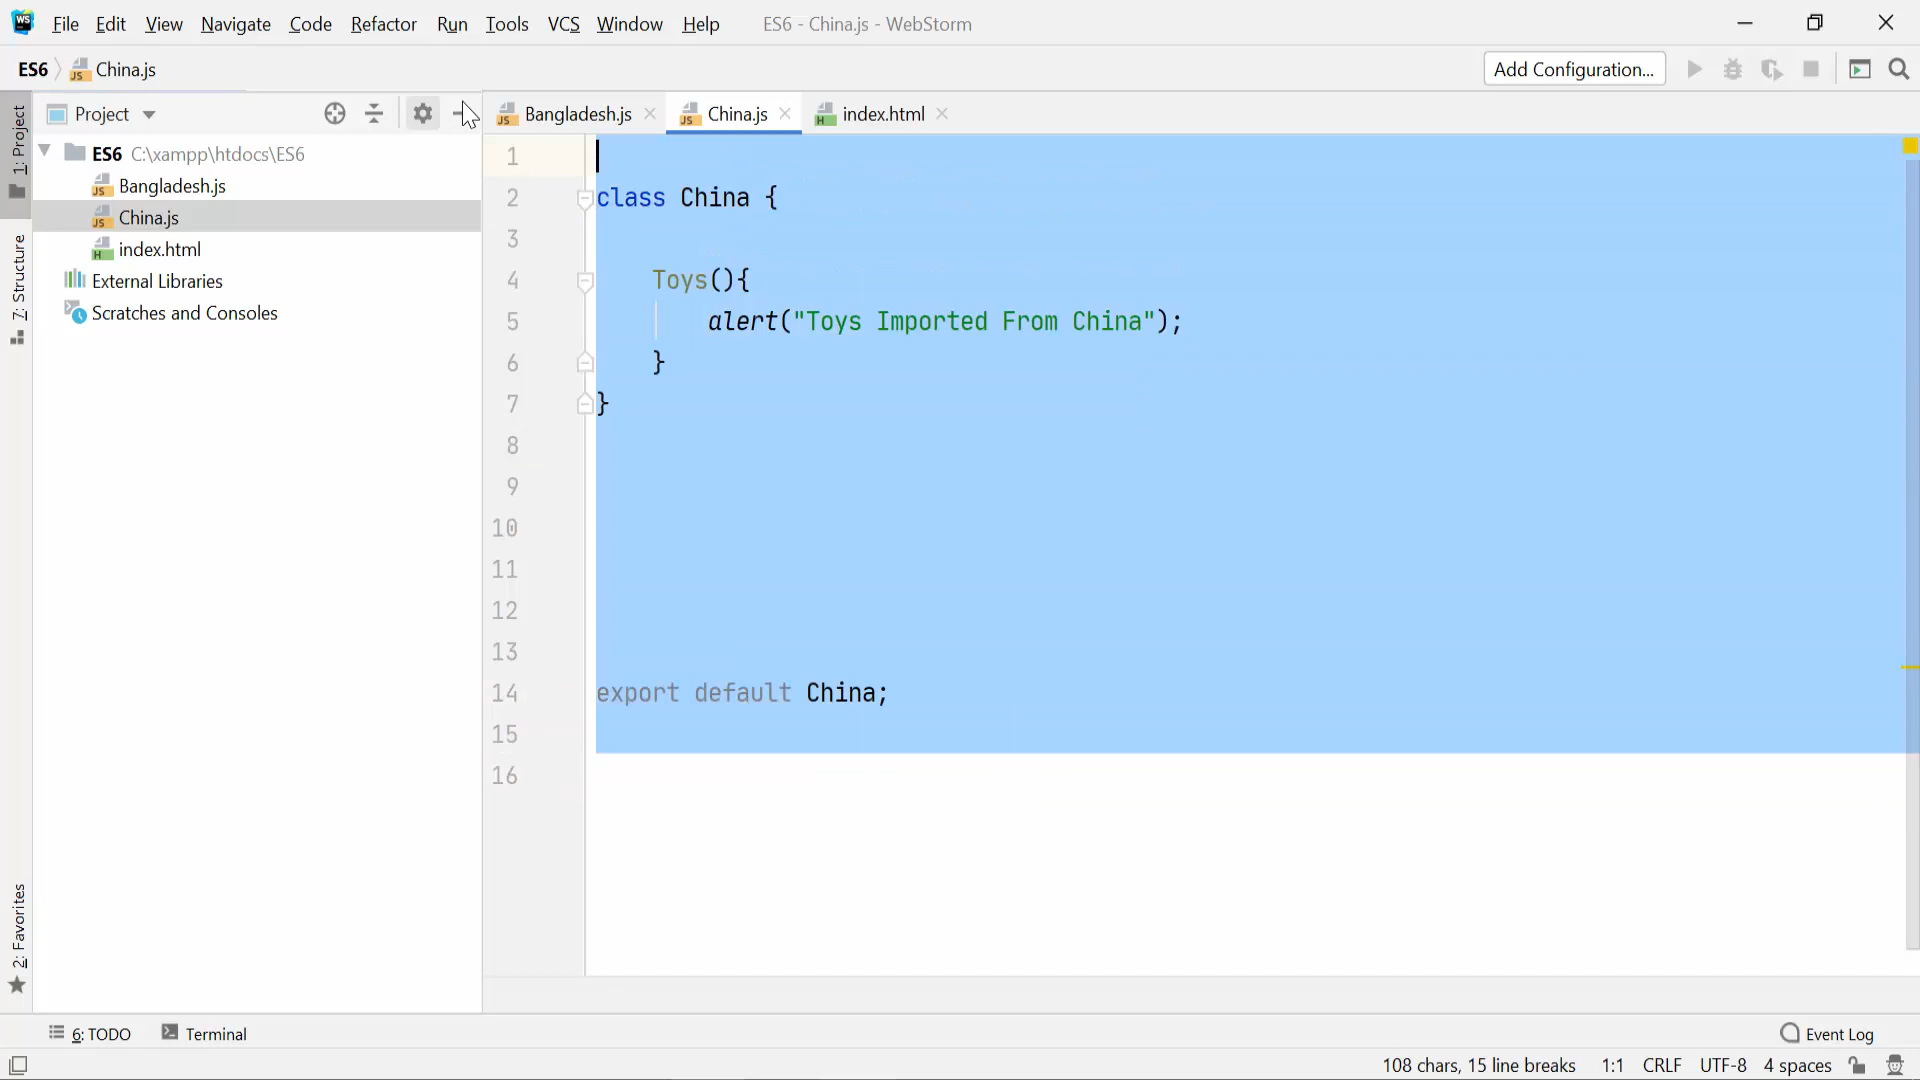 File Edit View Navigate Code Refactor Run Tools VCS Window Help ES6 - China.js - WebStorm
ES6 China.js Add Configuration...
Project Bangladesh.js China.js index.html
1: Project
7: Structure
2: Favorites
ES6 C:\xampp\htdocs\ES6
Bangladesh.js
China.js
index.html
External Libraries
Scratches and Consoles
1
2 class China {
3
4 Toys(){
5 alert("Toys Imported From China");
6 }
7 }
8
9
10
11
12
13
14 export default China;
15
16
6: TODO Terminal Event Log
108 chars, 15 line breaks 1:1 CRLF UTF-8 4 spaces